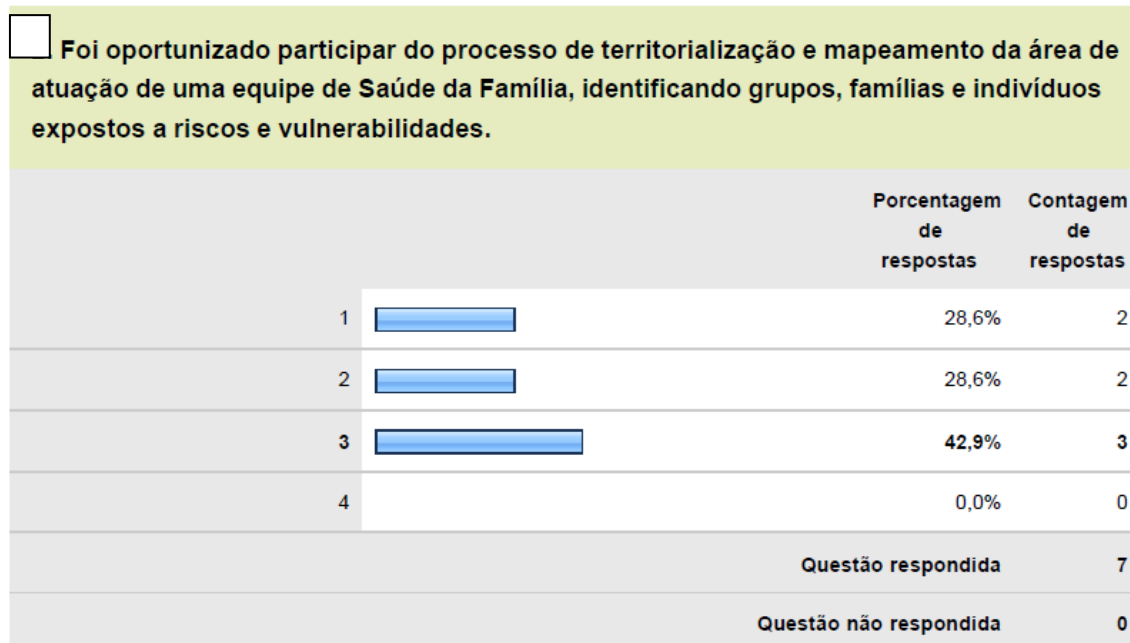 . Foi oportunizado participar do processo de territorialização e mapeamento da área de
atuação de uma equipe de Saúde da Família, identificando grupos, famílias e indivíduos
expostos a riscos e vulnerabilidades.
Porcentagem de respostas
Contagem de respostas
1 28,6% 2
2 28,6% 2
3 42,9% 3
4 0,0% 0
Questão respondida 7
Questão não respondida 0